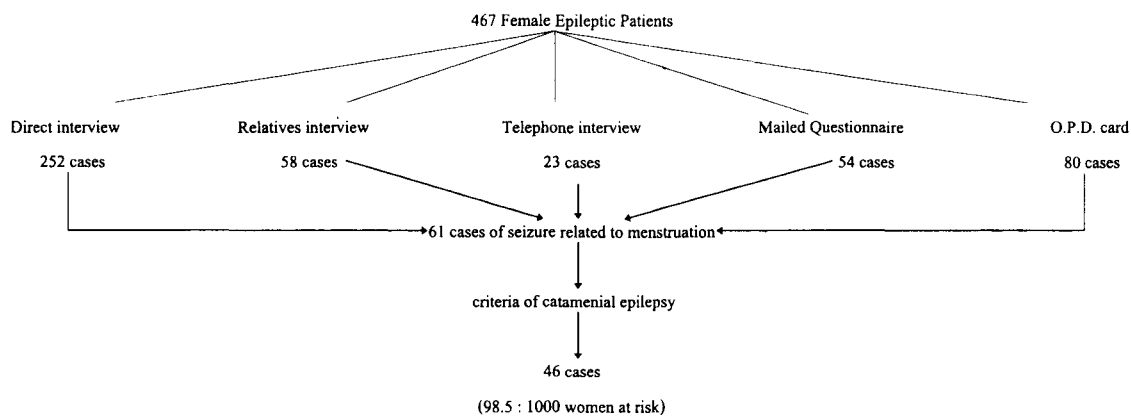 467 Female Epileptic Patients
Direct interview
Relatives interview
Telephone interview
Mailed Questionnaire
O.P.D. card
252 cases
58 cases
23 cases
54 cases
80 cases
61 cases of seizure related to menstruation
criteria of catamenial epilepsy
46 cases
(98.5 : 1000 women at risk)